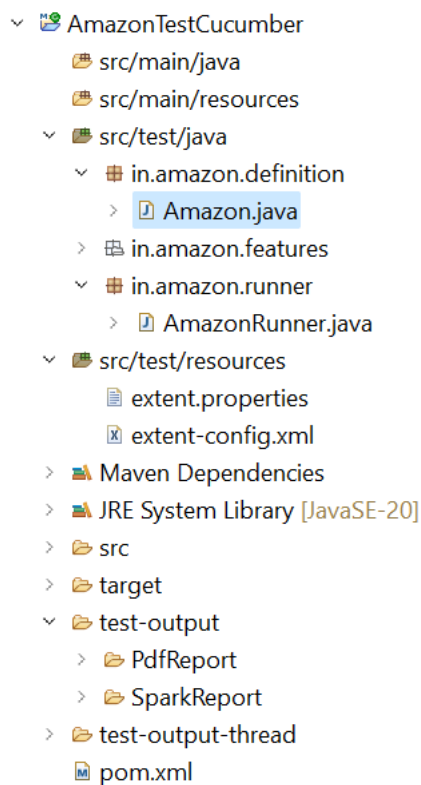 AmazonTestCucumber
src/main/java
src/main/resources
src/test/java
in.amazon.definition
Amazon.java
in.amazon.features
in.amazon.runner
AmazonRunner.java
src/test/resources
extent.properties
extent-config.xml
Maven Dependencies
JRE System Library [JavaSE-20]
src
target
test-output
PdfReport
SparkReport
test-output-thread
pom.xml